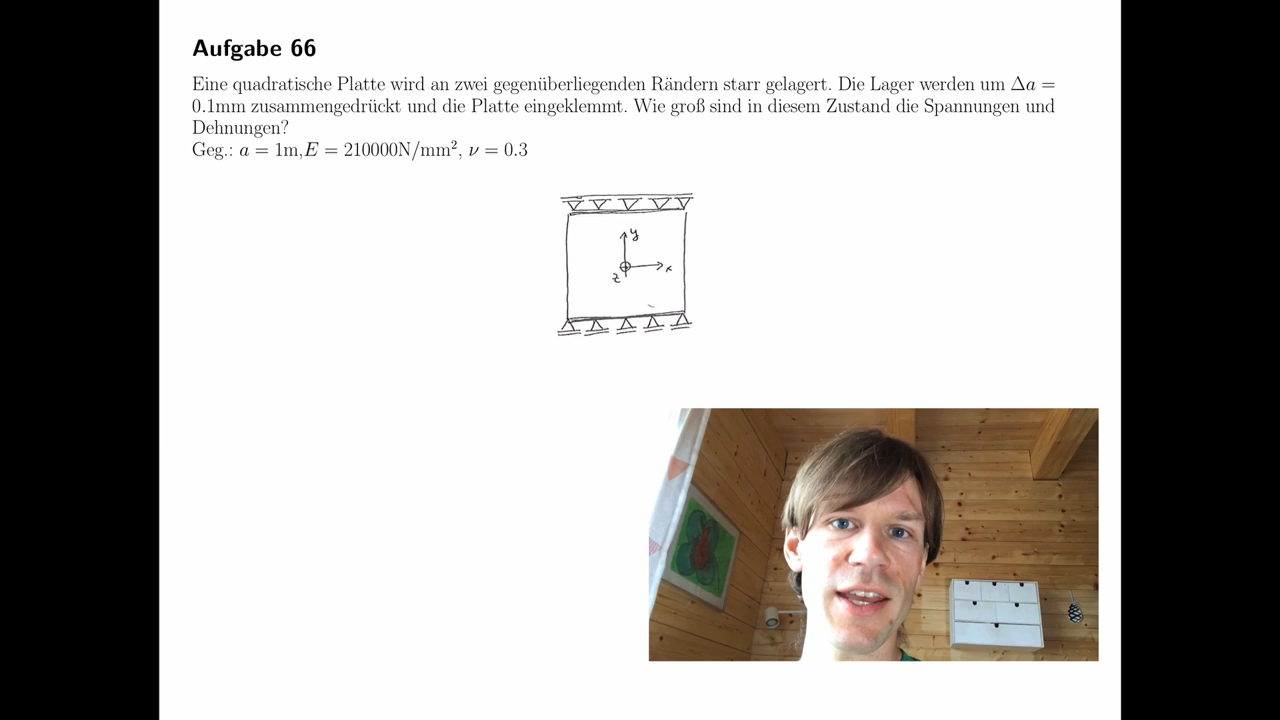 Aufgabe 66
Eine quadratische Platte wird an zwei gegenüberliegenden Rändern starr gelagert. Die Lager werden um Δa =
0.1mm zusammengedrückt und die Platte eingeklemmt. Wie groß sind in diesem Zustand die Spannungen und
Dehnungen?
Geg.: a = 1m,E = 210000N/mm², ν = 0.3
y
x
z